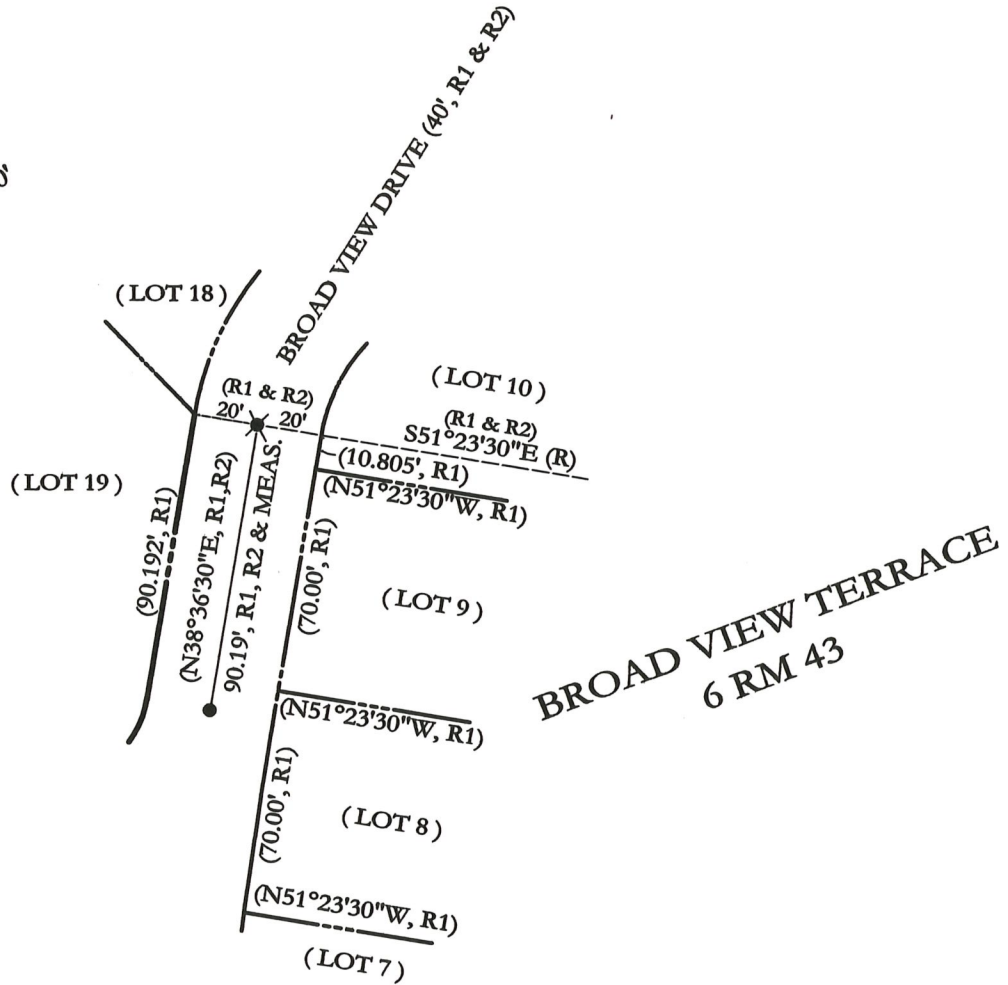 BROAD VIEW DRIVE (40', R1 & R2)
(LOT 18)
(R1 & R2)
20' 20'
(LOT 10)
(R1 & R2)
S51°23'30"E (R)
(10.805', R1)
(N51°23'30"W, R1)
(LOT 19)
(90.192', R1)
(N38°36'30"E, R1,R2)
90.19', R1, R2 & MEAS.
(70.00', R1)
(LOT 9)
BROAD VIEW TERRACE
6 RM 43
(N51°23'30"W, R1)
(70.00', R1)
(LOT 8)
(N51°23'30"W, R1)
(LOT 7)